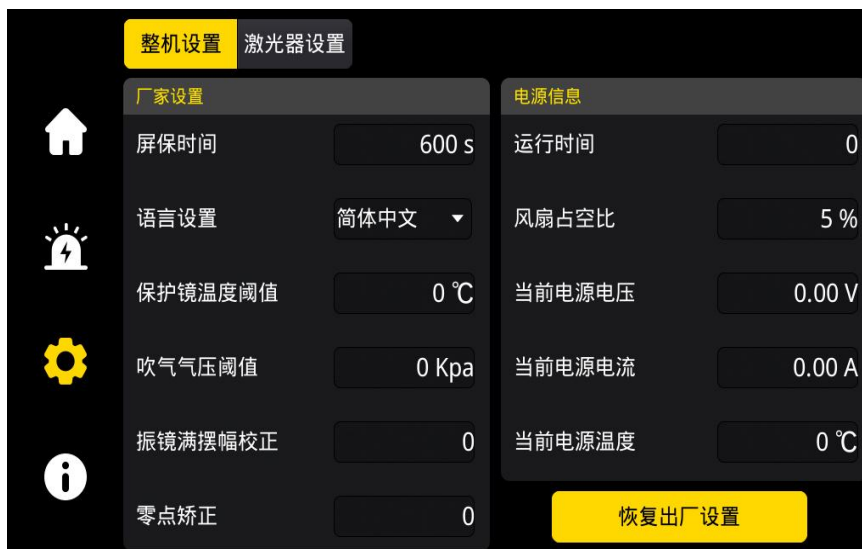 整机设置 激光器设置
厂家设置
屏保时间 600 s
语言设置 简体中文
保护镜温度阈值 0 ℃
吹气气压阈值 0 Kpa
振镜满摆幅校正 0
零点矫正 0
电源信息
运行时间 0
风扇占空比 5 %
当前电源电压 0.00 V
当前电源电流 0.00 A
当前电源温度 0 ℃
恢复出厂设置